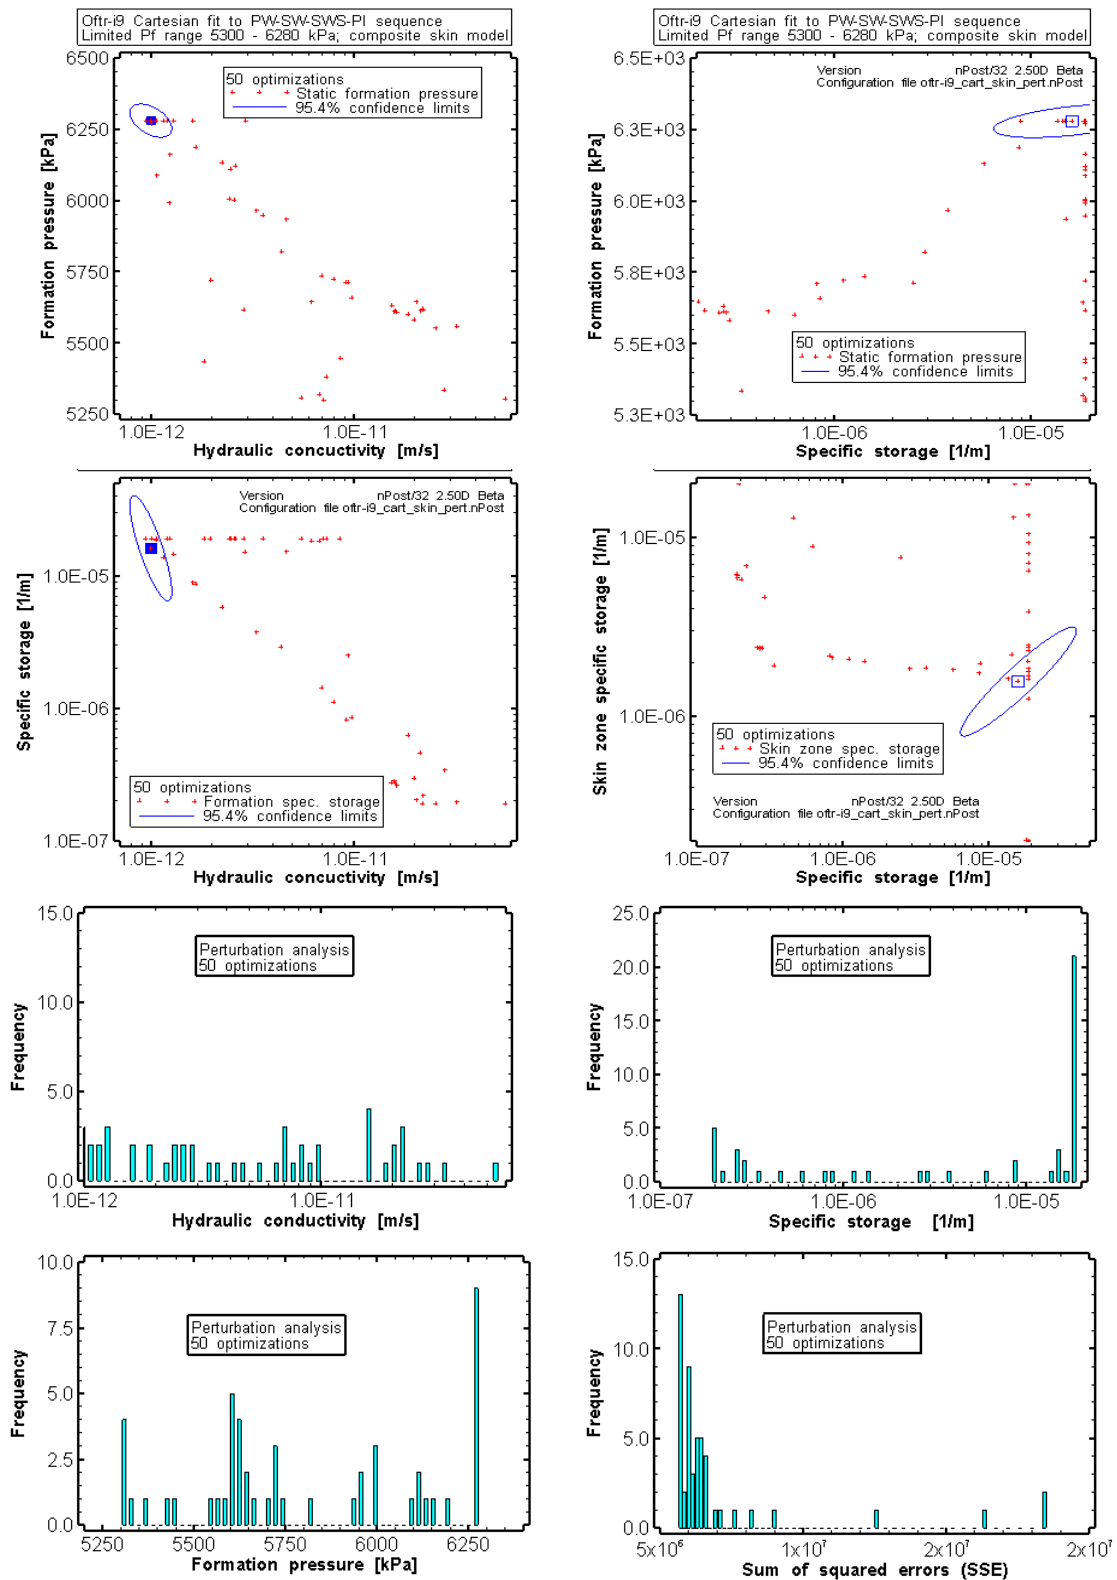 Oftr-i9 Cartesian fit to PW-SW-SWS-PI sequence
Limited Pf range 5300 - 6280 kPa; composite skin model
6500
6250
6000
5750
5500
5250
Formation pressure [kPa]
50 optimizations
Static formation pressure
95.4% confidence limits
1.0E-12
1.0E-11
Hydraulic concuctivity [m/s]
Oftr-i9 Cartesian fit to PW-SW-SWS-PI sequence
Limited Pf range 5300 - 6280 kPa; composite skin model
6.5E+03
6.3E+03
6.0E+03
5.8E+03
5.5E+03
5.3E+03
Formation pressure [kPa]
Version nPost/32 2.50D Beta
Configuration file oftr-i9_cart_skin_pert.nPost
50 optimizations
Static formation pressure
95.4% confidence limits
1.0E-06
1.0E-05
Specific storage [1/m]
Version nPost/32 2.50D Beta
Configuration file oftr-i9_cart_skin_pert.nPost
1.0E-05
1.0E-06
1.0E-07
Specific storage [1/m]
50 optimizations
Formation spec. storage
95.4% confidence limits
1.0E-12
1.0E-11
Hydraulic concuctivity [m/s]
1.0E-05
1.0E-06
Skin zone specific storage [1/m]
50 optimizations
Skin zone spec. storage
95.4% confidence limits
Version nPost/32 2.50D Beta
Configuration file oftr-i9_cart_skin_pert.nPost
1.0E-07
1.0E-06
1.0E-05
Specific storage [1/m]
15.0
10.0
5.0
0.0
Frequency
Perturbation analysis
50 optimizations
1.0E-12
1.0E-11
Hydraulic conductivity [m/s]
25.0
20.0
15.0
10.0
5.0
0.0
Frequency
Perturbation analysis
50 optimizations
1.0E-07
1.0E-06
1.0E-05
Specific storage [1/m]
10.0
7.5
5.0
2.5
0.0
Frequency
Perturbation analysis
50 optimizations
5250
5500
5750
6000
6250
Formation pressure [kPa]
15.0
10.0
5.0
0.0
Frequency
Perturbation analysis
50 optimizations
5x10⁶
1x10⁷
2x10⁷
2x10⁷
Sum of squared errors (SSE)